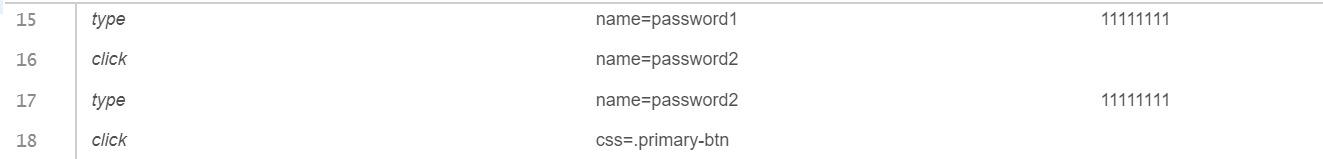 15 type name=password1 11111111
16 click name=password2
17 type name=password2 11111111
18 click css=.primary-btn